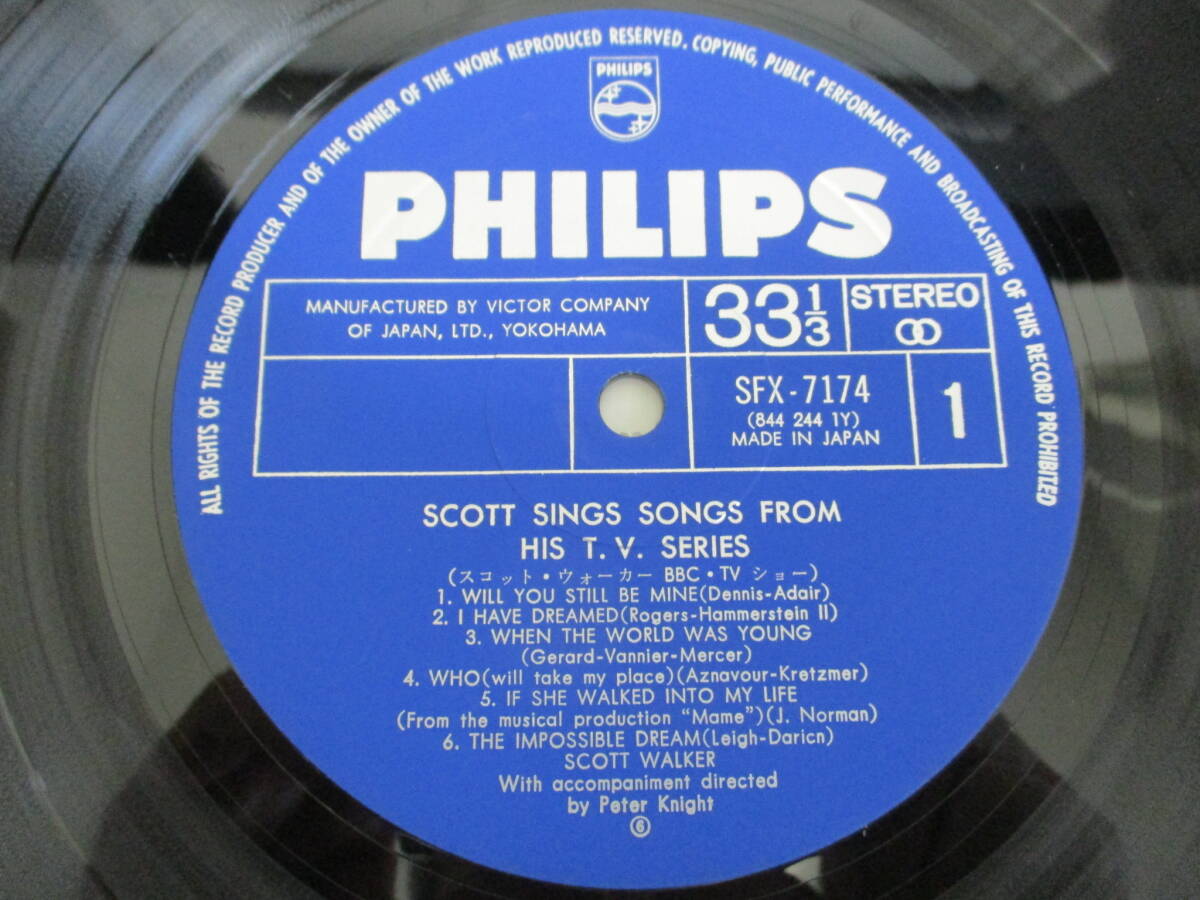 ALL RIGHTS OF THE RECORD PRODUCER AND OF THE OWNER OF THE WORK REPRODUCED RESERVED. COPYING, PUBLIC PERFORMANCE AND BROADCASTING OF THIS RECORD PROHIBITED
PHILIPS
PHILIPS
MANUFACTURED BY VICTOR COMPANY
OF JAPAN, LTD., YOKOHAMA
33 1/3
STEREO
SFX-7174
(844 244 1Y)
MADE IN JAPAN
1
SCOTT SINGS SONGS FROM
HIS T. V. SERIES
(スコット・ウォーカー BBC・TV ショー)
1. WILL YOU STILL BE MINE(Dennis-Adair)
2. I HAVE DREAMED(Rogers-Hammerstein II)
3. WHEN THE WORLD WAS YOUNG
(Gerard-Vannier-Mercer)
4. WHO(will take my place)(Aznavour-Kretzmer)
5. IF SHE WALKED INTO MY LIFE
(From the musical production "Mame")(J. Norman)
6. THE IMPOSSIBLE DREAM(Leigh-Daricn)
SCOTT WALKER
With accompaniment directed
by Peter Knight
⑥